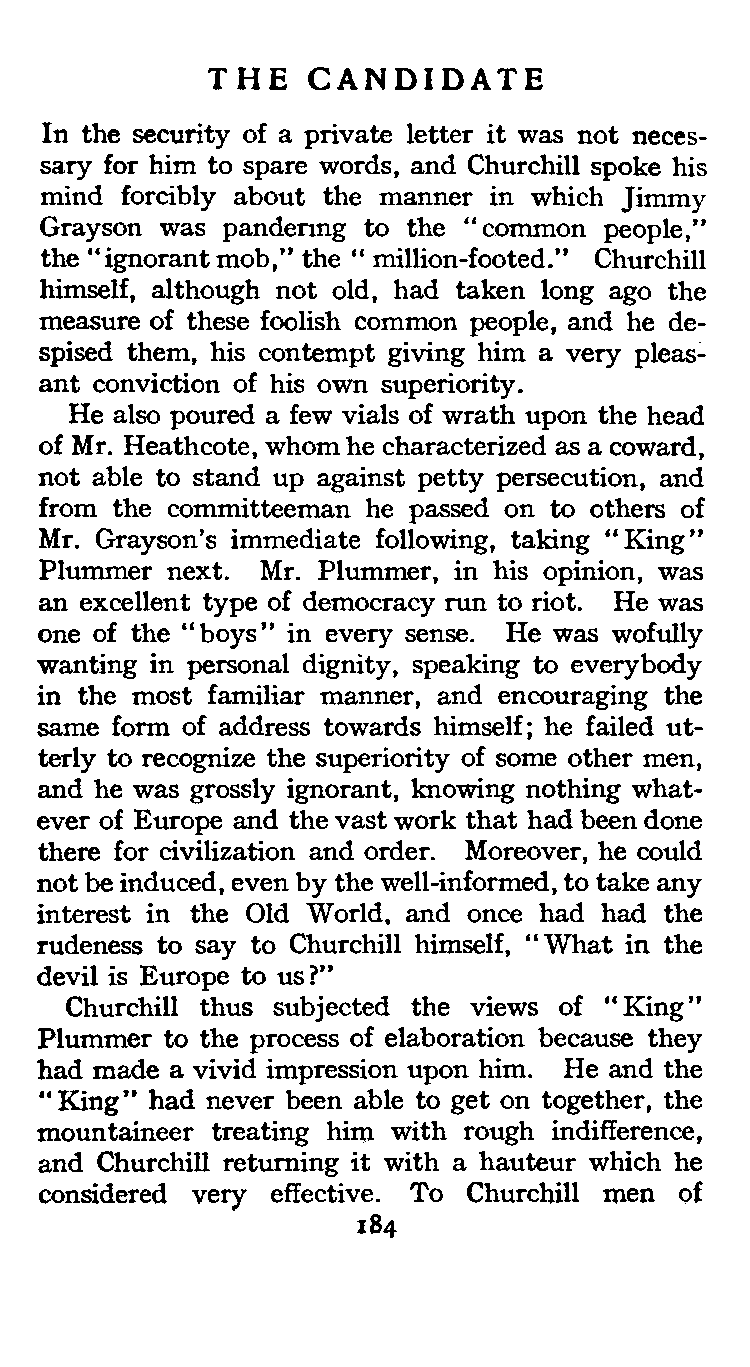 THE CANDIDATE
In the security of a private letter it was not neces-
sary for him to spare words, and Churchill spoke his
mind forcibly about the manner in which Jimmy
Grayson was pandering to the "common people,"
the "ignorant mob," the " million-footed." Churchill
himself, although not old, had taken long ago the
measure of these foolish common people, and he de-
spised them, his contempt giving him a very pleas-
ant conviction of his own superiority.
He also poured a few vials of wrath upon the head
of Mr. Heathcote, whom he characterized as a coward,
not able to stand up against petty persecution, and
from the committeeman he passed on to others of
Mr. Grayson's immediate following, taking "King"
Plummer next. Mr. Plummer, in his opinion, was
an excellent type of democracy run to riot. He was
one of the "boys" in every sense. He was wofully
wanting in personal dignity, speaking to everybody
in the most familiar manner, and encouraging the
same form of address towards himself; he failed ut-
terly to recognize the superiority of some other men,
and he was grossly ignorant, knowing nothing what-
ever of Europe and the vast work that had been done
there for civilization and order. Moreover, he could
not be induced, even by the well-informed, to take any
interest in the Old World, and once had had the
rudeness to say to Churchill himself, "What in the
devil is Europe to us?"
Churchill thus subjected the views of "King"
Plummer to the process of elaboration because they
had made a vivid impression upon him. He and the
"King" had never been able to get on together, the
mountaineer treating him with rough indifference,
and Churchill returning it with a hauteur which he
considered very effective. To Churchill men of
184